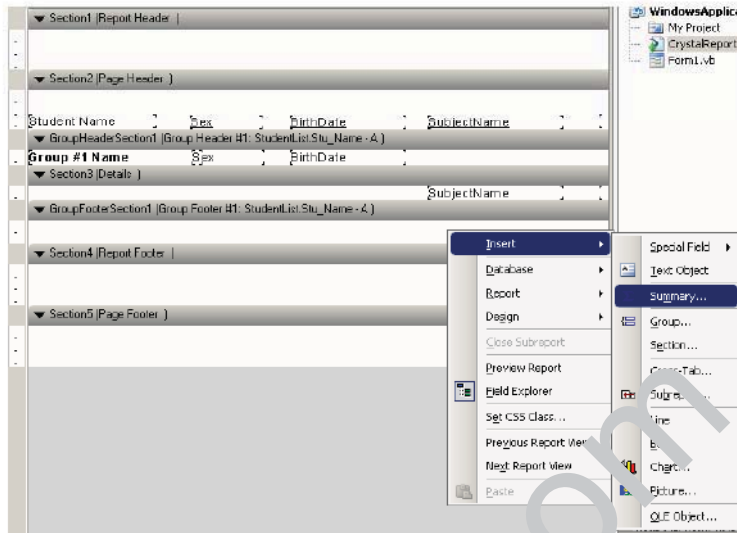 Section1 (Report Header )
Section2 (Page Header )
Student Name Sex BirthDate SubjectName
GroupHeaderSection1 (Group Header #1: StudentList.Stu_Name - A )
Group #1 Name Sex BirthDate
Section3 (Details )
SubjectName
GroupFooterSection1 (Group Footer #1: StudentList.Stu_Name - A )
Section4 (Report Footer )
Section5 (Page Footer )
WindowsApplica
My Project
CrystalReport
Form1.vb
Insert
Database
Report
Design
Close Subreport
Preview Report
Field Explorer
Set CSS Class...
Previous Report View
Next Report View
Paste
Special Field
Text Object
Summary...
Group...
Section...
Cross-Tab...
Line
Chart...
Picture...
OLE Object...
om